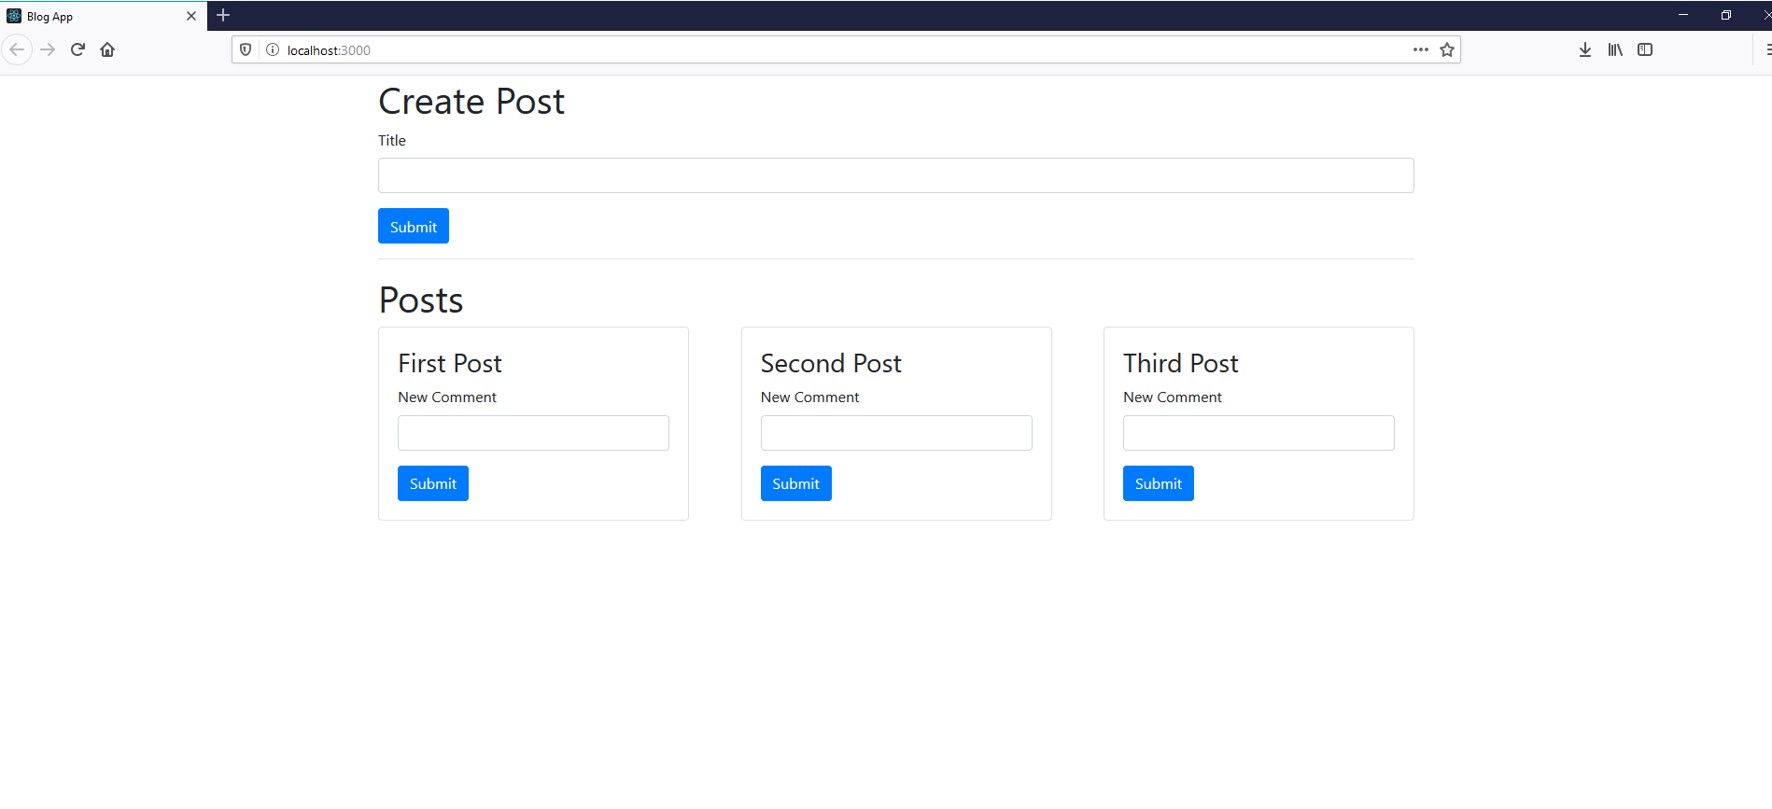 Blog App
localhost:3000
Create Post
Title
Submit
Posts
First Post
New Comment
Submit
Second Post
New Comment
Submit
Third Post
New Comment
Submit